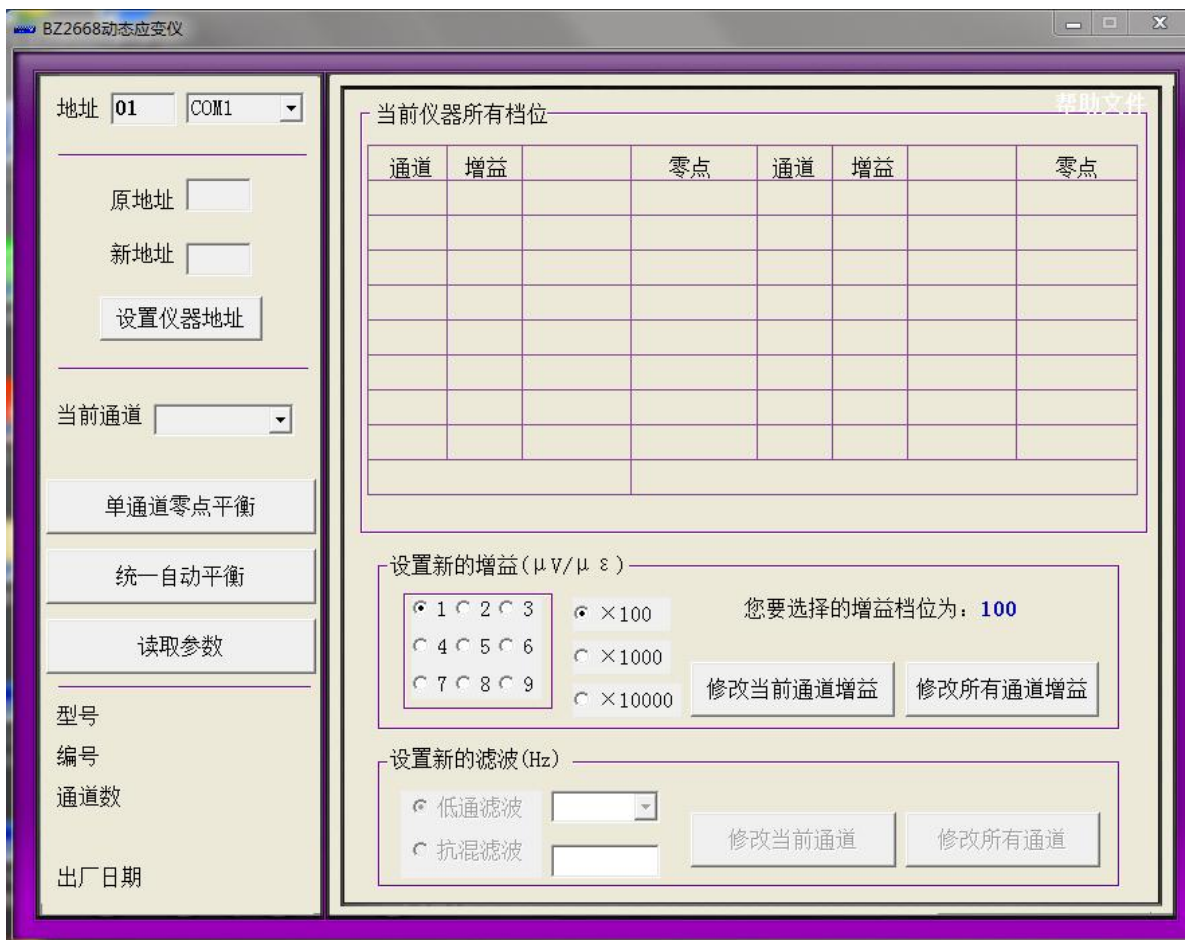 BZ2668动态应变仪
地址 01 COM1
原地址
新地址
设置仪器地址
当前通道
单通道零点平衡
统一自动平衡
读取参数
型号
编号
通道数
出厂日期
帮助文件
当前仪器所有档位
通道 增益 零点 通道 增益 零点
设置新的增益(μV/με)
1 2 3
4 5 6
7 8 9
×100
×1000
×10000
您要选择的增益档位为：100
修改当前通道增益 修改所有通道增益
设置新的滤波(Hz)
低通滤波
抗混滤波
修改当前通道 修改所有通道